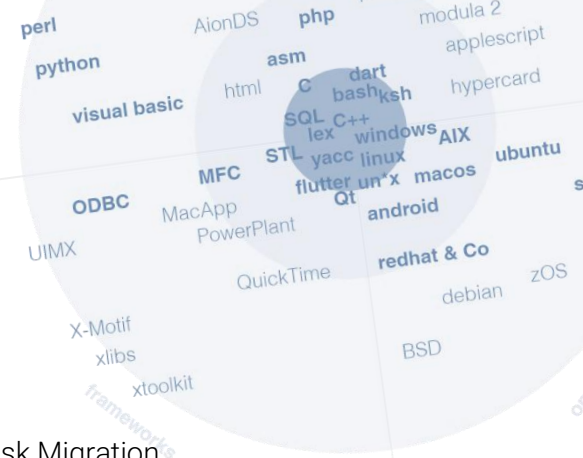 php
modula 2
AionDS
perl
applescript
asm
python
dart
hypercard
html
C
bash
ksh
visual basic
SQL
C++
lex
windows
AIX
STL
yacc
linux
ubuntu
MFC
flutter
un*x
macos
Qt
ODBC
MacApp
android
PowerPlant
UIMX
redhat & Co
QuickTime
zOS
debian
X-Motif
BSD
xlibs
xtoolkit
frameworks
sk Migration